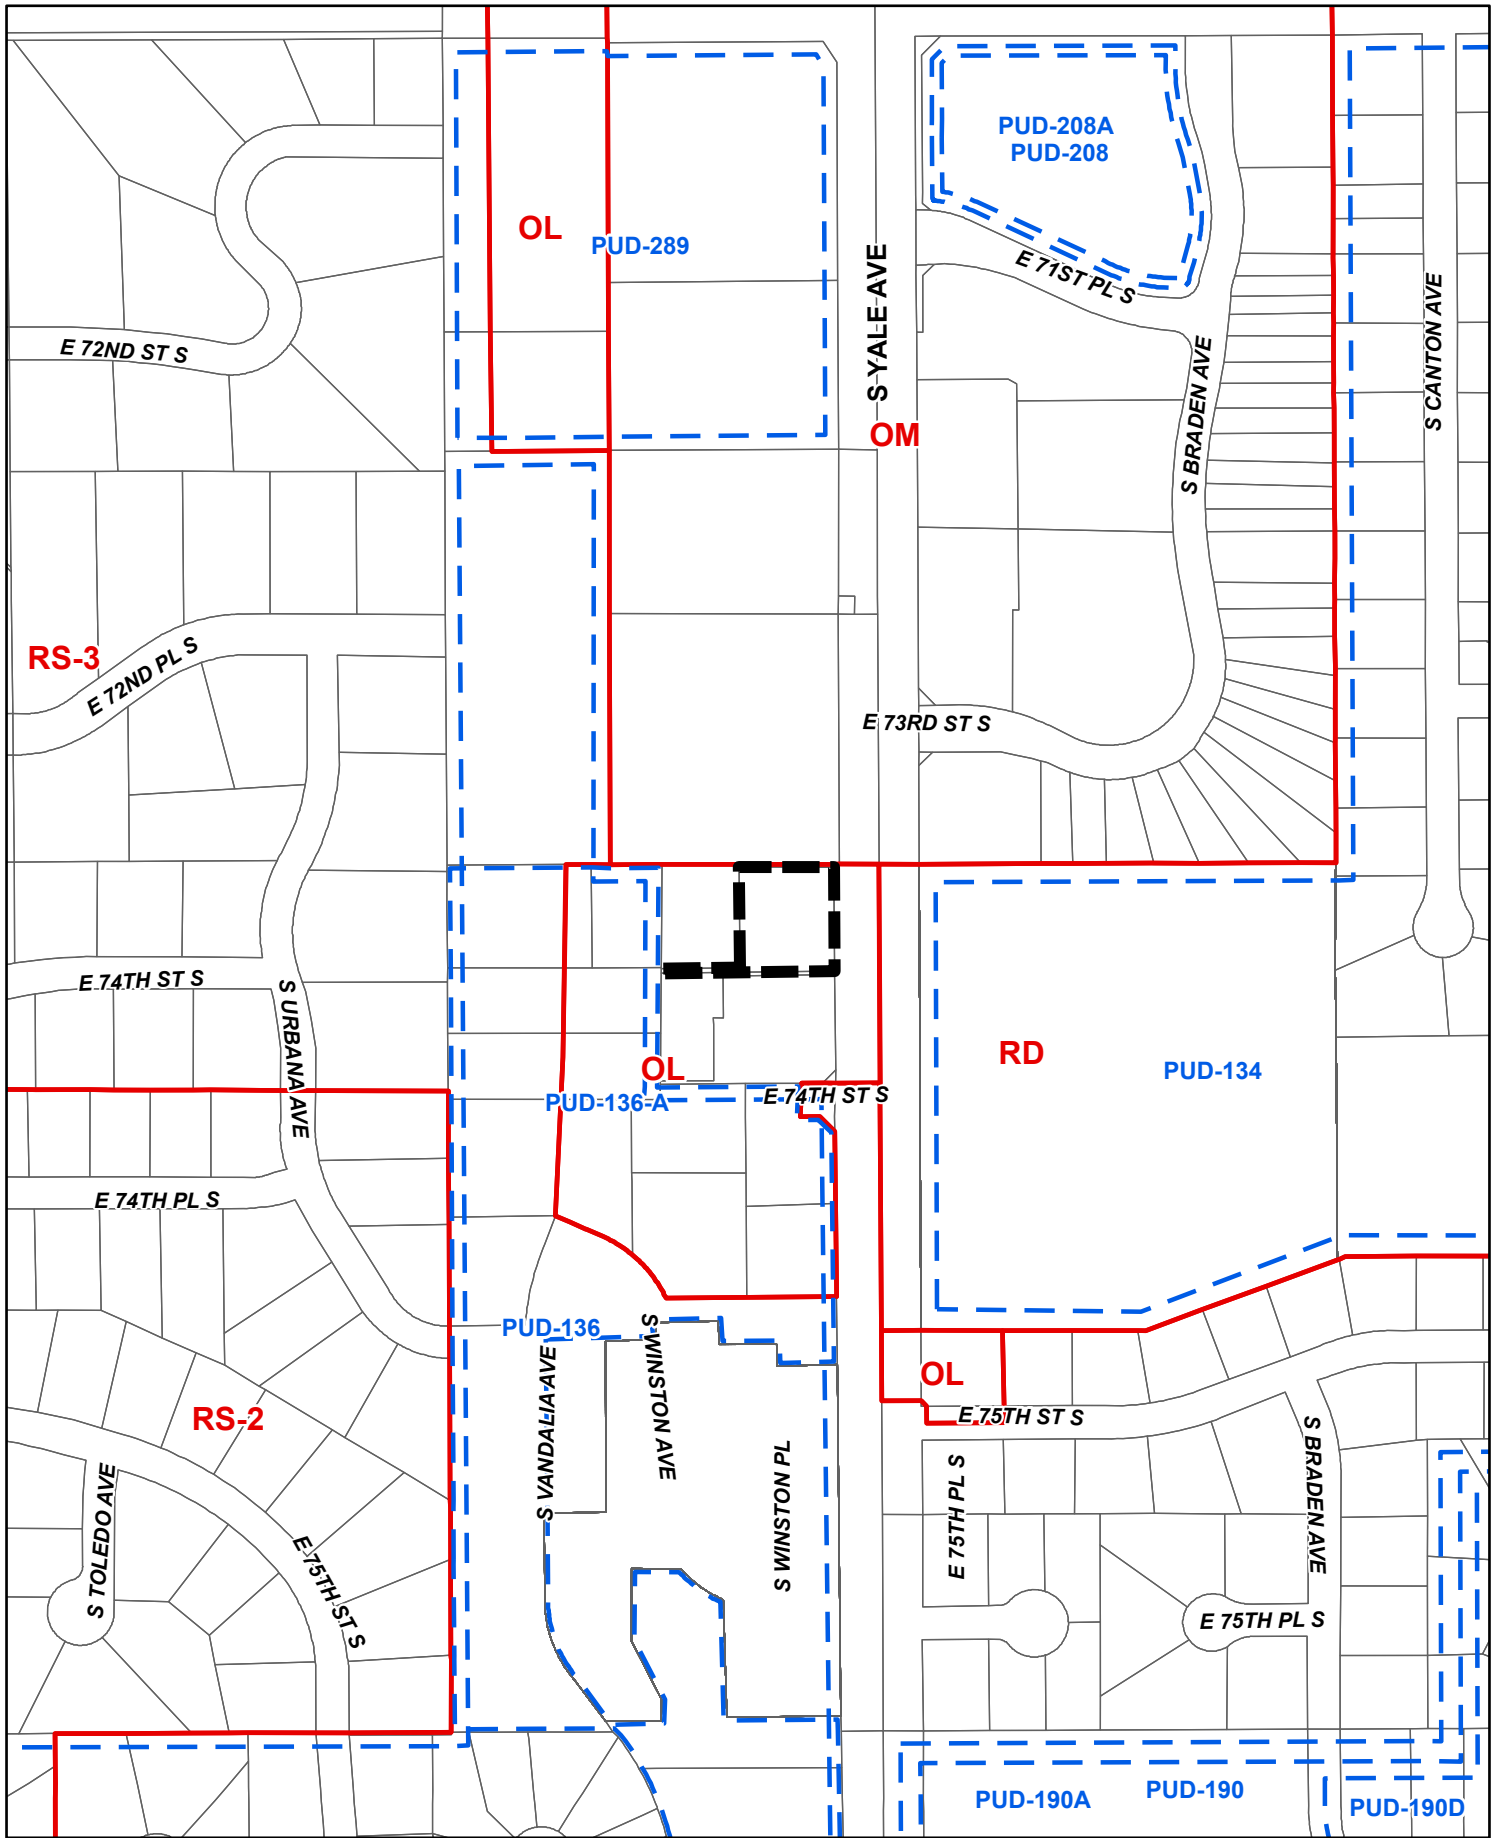 PUD-208A
PUD-208
OL
PUD-289
S YALE AVE
E 71ST PL S
S CANTON AVE
E 72ND ST S
S BRADEN AVE
OM
RS-3
E 72ND PL S
E 73RD ST S
E 74TH ST S
S URBANA AVE
OL
RD
PUD-134
PUD-136-A
E 74TH ST S
E 74TH PL S
PUD-136
S WINSTON AVE
S VANDALIA AVE
OL
RS-2
E 75TH ST S
S WINSTON PL
E 75TH PL S
S BRADEN AVE
S TOLEDO AVE
E 75TH ST S
E 75TH PL S
PUD-190A
PUD-190
PUD-190D